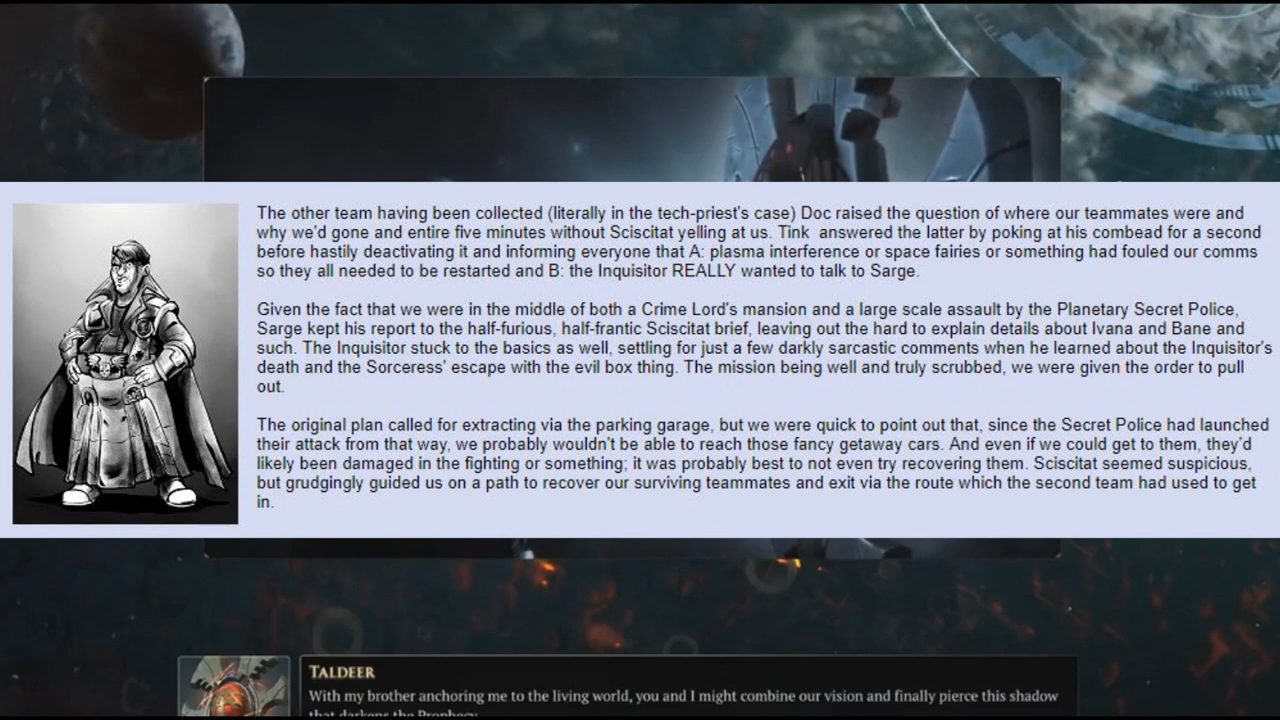 The other team having been collected (literally in the tech-priest's case) Doc raised the question of where our teammates were and
why we'd gone and entire five minutes without Sciscitat yelling at us. Tink  answered the latter by poking at his combead for a second
before hastily deactivating it and informing everyone that A: plasma interference or space fairies or something had fouled our comms
so they all needed to be restarted and B: the Inquisitor REALLY wanted to talk to Sarge.
Given the fact that we were in the middle of both a Crime Lord's mansion and a large scale assault by the Planetary Secret Police,
Sarge kept his report to the half-furious, half-frantic Sciscitat brief, leaving out the hard to explain details about Ivana and Bane and
such. The Inquisitor stuck to the basics as well, settling for just a few darkly sarcastic comments when he learned about the Inquisitor's
death and the Sorceress' escape with the evil box thing. The mission being well and truly scrubbed, we were given the order to pull
out.
The original plan called for extracting via the parking garage, but we were quick to point out that, since the Secret Police had launched
their attack from that way, we probably wouldn't be able to reach those fancy getaway cars. And even if we could get to them, they'd
likely been damaged in the fighting or something; it was probably best to not even try recovering them. Sciscitat seemed suspicious,
but grudgingly guided us on a path to recover our surviving teammates and exit via the route which the second team had used to get
in.
TALDEER
With my brother anchoring me to the living world, you and I might combine our vision and finally pierce this shadow
that darkens the Prophecy